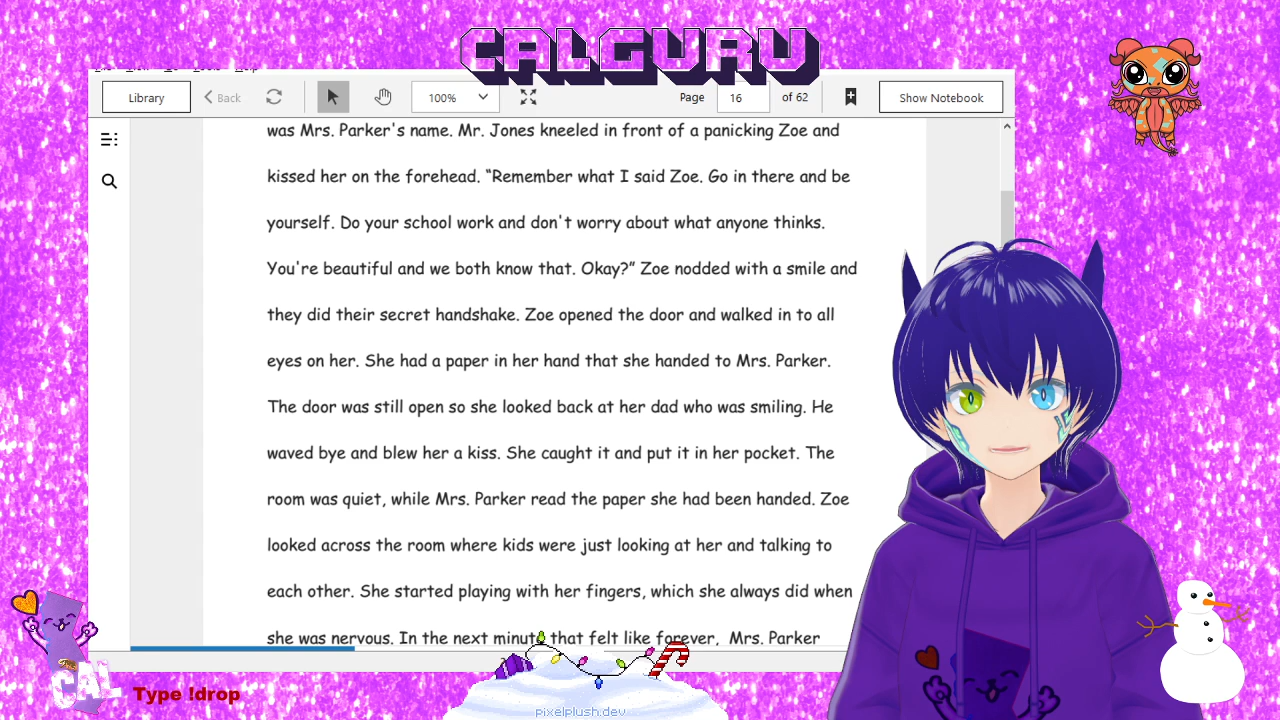 CALGURU
Library
Back
100%
Page 16 of 62
Show Notebook
was Mrs. Parker's name. Mr. Jones kneeled in front of a panicking Zoe and
kissed her on the forehead. “Remember what I said Zoe. Go in there and be
yourself. Do your school work and don't worry about what anyone thinks.
You're beautiful and we both know that. Okay?” Zoe nodded with a smile and
they did their secret handshake. Zoe opened the door and walked in to all
eyes on her. She had a paper in her hand that she handed to Mrs. Parker.
The door was still open so she looked back at her dad who was smiling. He
waved bye and blew her a kiss. She caught it and put it in her pocket. The
room was quiet, while Mrs. Parker read the paper she had been handed. Zoe
looked across the room where kids were just looking at her and talking to
each other. She started playing with her fingers, which she always did when
she was nervous. In the next minute that felt like forever, Mrs. Parker
CAL
Type !drop
pixelplush.dev